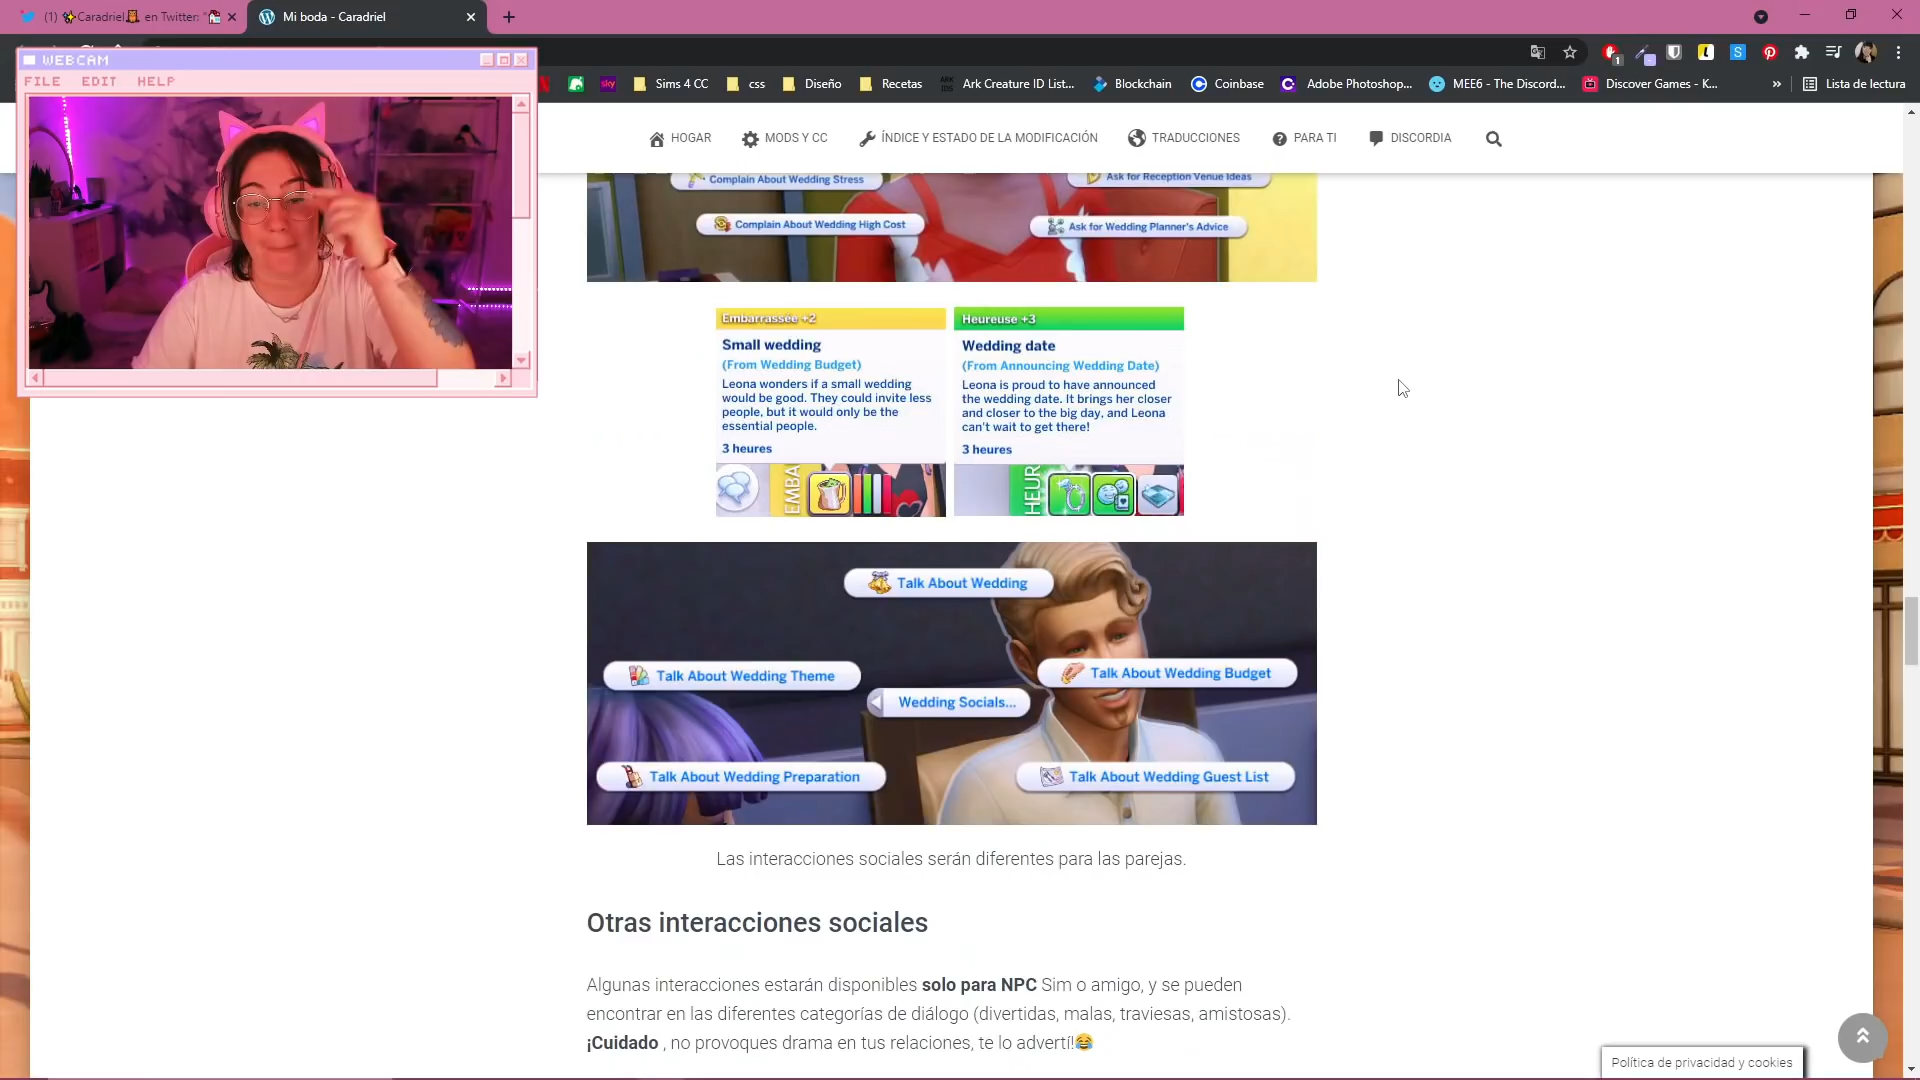 (1) ✨Caradriel🧸 en Twitter: "
Mi boda - Caradriel
WEBCAM
FILE EDIT HELP
sky
Sims 4 CC
css
Diseño
Recetas
Ark Creature ID List...
Blockchain
Coinbase
Adobe Photoshop...
MEE6 - The Discord...
Discover Games - K...
»
Lista de lectura
HOGAR
MODS Y CC
ÍNDICE Y ESTADO DE LA MODIFICACIÓN
TRADUCCIONES
PARA TI
DISCORDIA
Complain About Wedding Stress
Ask for Reception Venue Ideas
Complain About Wedding High Cost
Ask for Wedding Planner's Advice
Embarrassée +2
Small wedding
(From Wedding Budget)
Leona wonders if a small wedding
would be good. They could invite less
people, but it would only be the
essential people.
3 heures
EMBA
Heureuse +3
Wedding date
(From Announcing Wedding Date)
Leona is proud to have announced
the wedding date. It brings her closer
and closer to the big day, and Leona
can't wait to get there!
3 heures
HEUR
Talk About Wedding
Talk About Wedding Theme
Talk About Wedding Budget
Wedding Socials...
Talk About Wedding Preparation
Talk About Wedding Guest List
Las interacciones sociales serán diferentes para las parejas.
Otras interacciones sociales
Algunas interacciones estarán disponibles solo para NPC Sim o amigo, y se pueden
encontrar en las diferentes categorías de diálogo (divertidas, malas, traviesas, amistosas).
¡Cuidado , no provoques drama en tus relaciones, te lo advertí!😂
Política de privacidad y cookies